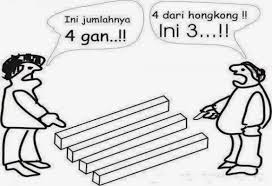 Ini jumlahnya
4 gan..!!
4 dari hongkong !!
Ini 3...!!